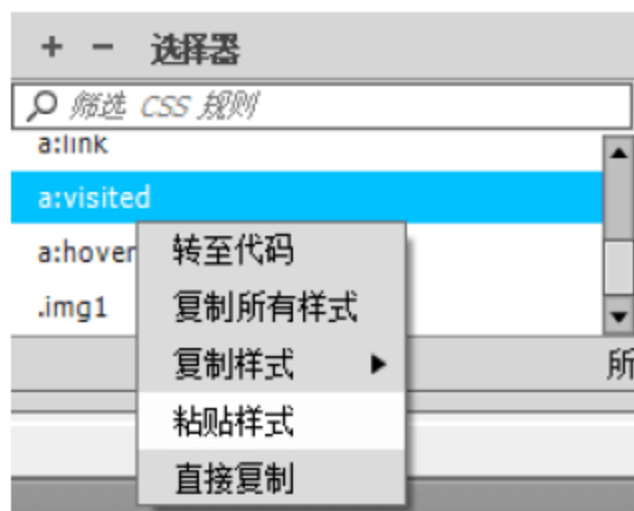 + − 选择器
筛选 CSS 规则
a:link
a:visited
a:hover
.img1
转至代码
复制所有样式
复制样式
粘贴样式
直接复制
所